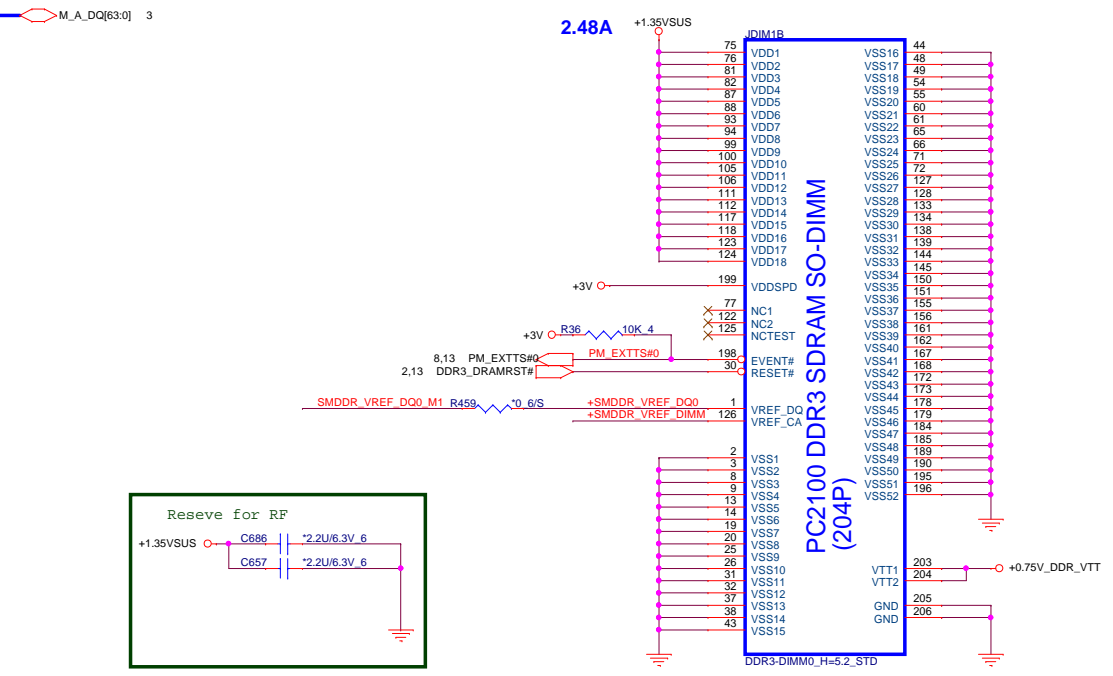 M_A_DQ[63:0] 3
2.48A
+1.35VSUS
JDIM1B
75 VDD1 VSS16 44
76 VDD2 VSS17 48
81 VDD3 VSS18 49
82 VDD4 VSS19 54
87 VDD5 VSS20 55
88 VDD6 VSS21 60
93 VDD7 VSS22 61
94 VDD8 VSS23 65
99 VDD9 VSS24 66
100 VDD10 VSS25 71
105 VDD11 VSS26 72
106 VDD12 VSS27 127
111 VDD13 VSS28 128
112 VDD14 VSS29 133
117 VDD15 VSS30 134
118 VDD16 VSS31 138
123 VDD17 VSS32 139
124 VDD18 VSS33 144
VSS34 145
+3V 199 VDDSPD VSS35 150
VSS36 151
77 NC1 VSS37 155
122 NC2 VSS38 156
+3V R36 10K_4 125 NCTEST VSS39 161
VSS40 162
8,13 PM_EXTTS#0 PM_EXTTS#0 198 EVENT# VSS41 167
2,13 DDR3_DRAMRST# 30 RESET# VSS42 168
VSS43 172
VSS44 173
SMDDR_VREF_DQ0_M1 R459 *0_6/S +SMDDR_VREF_DQ0 1 VREF_DQ VSS45 178
+SMDDR_VREF_DIMM 126 VREF_CA VSS46 179
VSS47 184
VSS48 185
2 VSS1 VSS49 189
3 VSS2 VSS50 190
8 VSS3 VSS51 195
9 VSS4 VSS52 196
13 VSS5
14 VSS6
19 VSS7
20 VSS8
25 VSS9
26 VSS10 VTT1 203 +0.75V_DDR_VTT
31 VSS11 VTT2 204
32 VSS12
37 VSS13 GND 205
38 VSS14 GND 206
43 VSS15
PC2100 DDR3 SDRAM SO-DIMM
(204P)
DDR3-DIMM0_H=5.2_STD
Reseve for RF
+1.35VSUS C686 *2.2U/6.3V_6
C657 *2.2U/6.3V_6